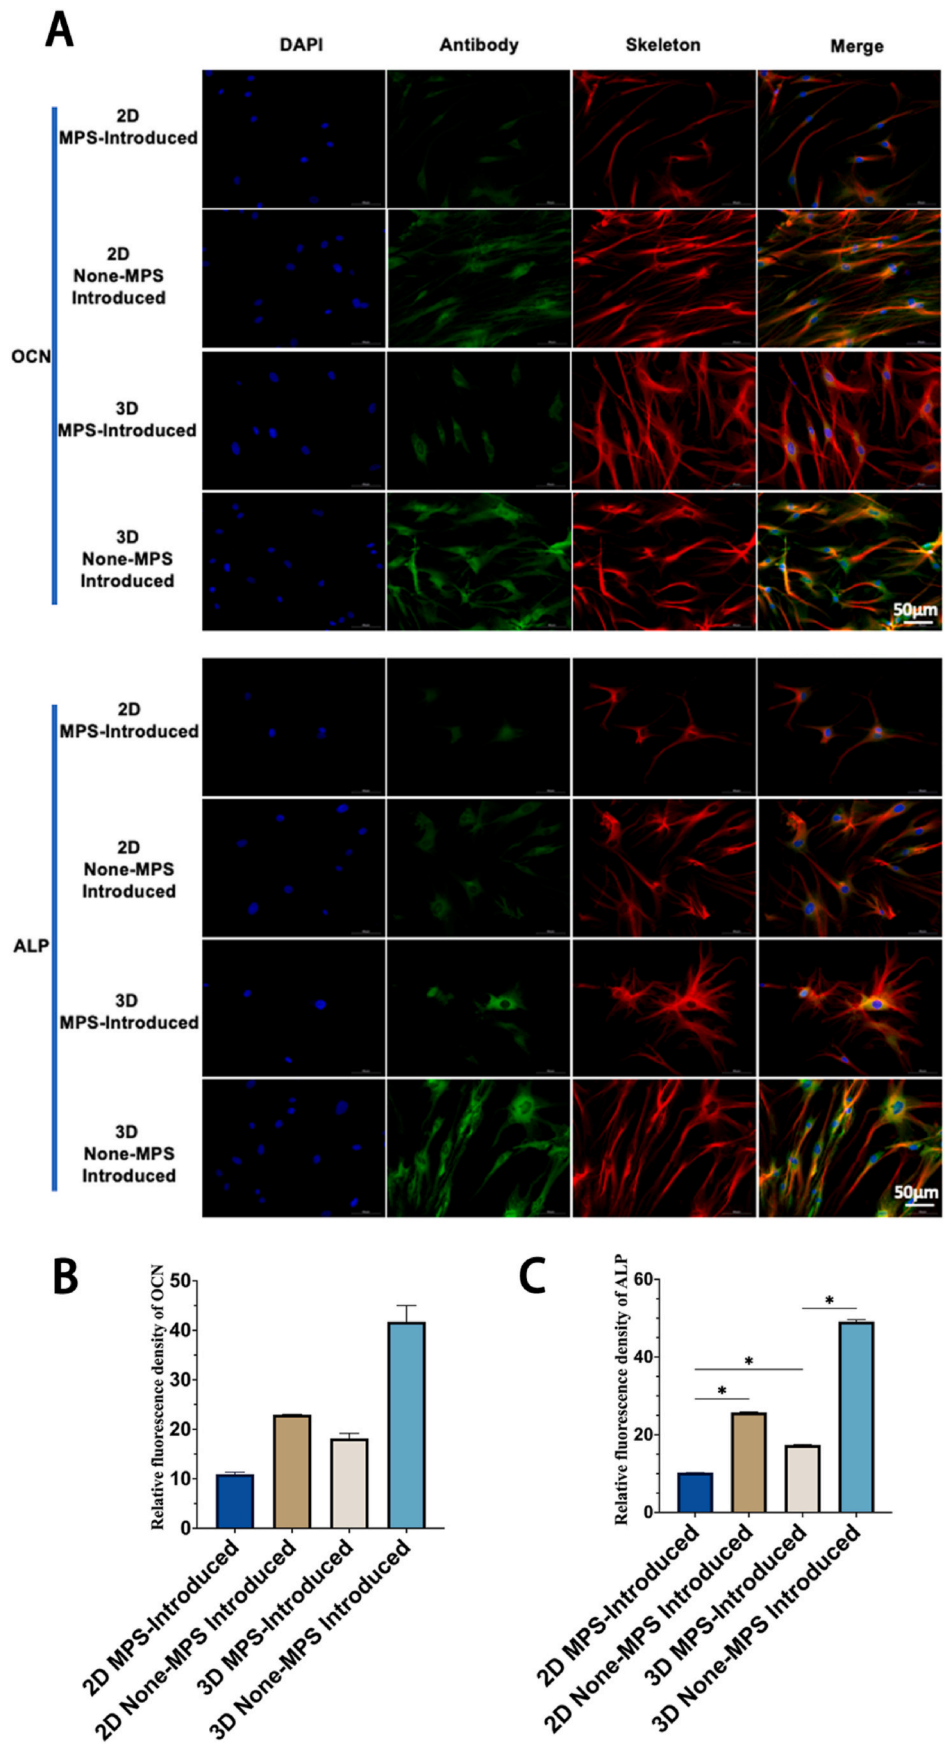 A
DAPI Antibody Skeleton Merge
2D
MPS-Introduced
2D
None-MPS
Introduced
OCN
3D
MPS-Introduced
3D
None-MPS
Introduced
50μm
2D
MPS-Introduced
2D
None-MPS
Introduced
ALP
3D
MPS-Introduced
3D
None-MPS
Introduced
50μm
B
Relative fluorescence density of OCN
50
40
30
20
10
0
2D MPS-Introduced
2D None-MPS Introduced
3D MPS-Introduced
3D None-MPS Introduced
C
Relative fluorescence density of ALP
60
40
20
0
*
*
*
2D MPS-Introduced
2D None-MPS Introduced
3D MPS-Introduced
3D None-MPS Introduced